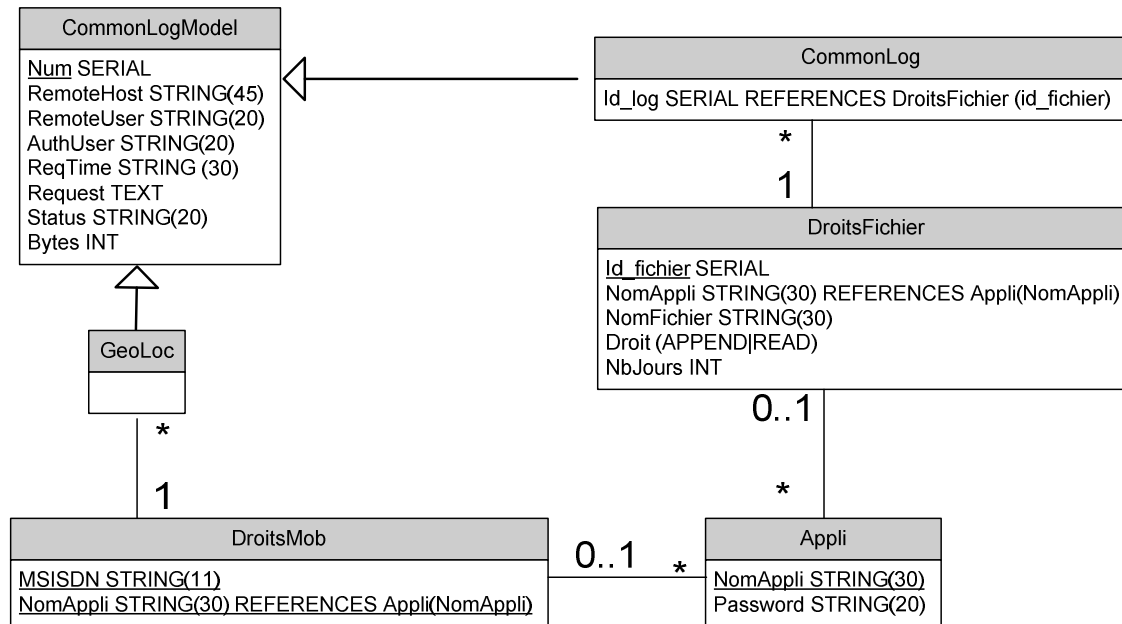 CommonLogModel
Num SERIAL
RemoteHost STRING(45)
RemoteUser STRING(20)
AuthUser STRING(20)
ReqTime STRING (30)
Request TEXT
Status STRING(20)
Bytes INT
CommonLog
Id_log SERIAL REFERENCES DroitsFichier (id_fichier)
*
1
DroitsFichier
Id_fichier SERIAL
NomAppli STRING(30) REFERENCES Appli(NomAppli)
NomFichier STRING(30)
Droit (APPEND|READ)
NbJours INT
GeoLoc
*
1
0..1
*
DroitsMob
MSISDN STRING(11)
NomAppli STRING(30) REFERENCES Appli(NomAppli)
0..1
*
Appli
NomAppli STRING(30)
Password STRING(20)